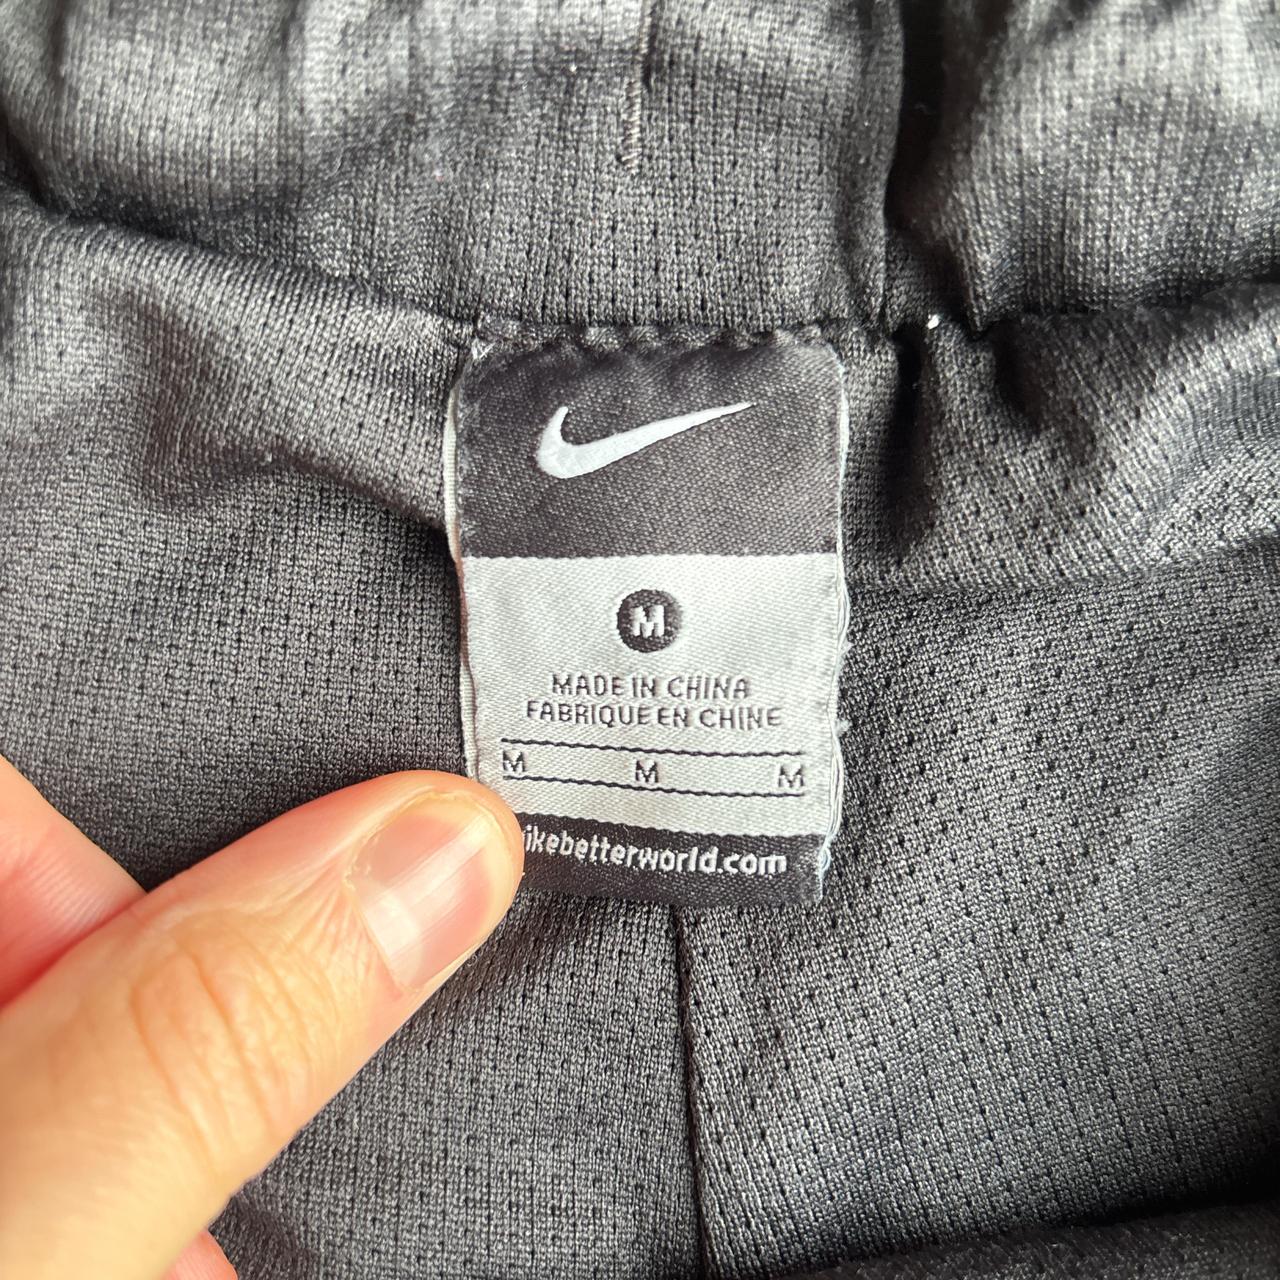 M
MADE IN CHINA
FABRIQUE EN CHINE
M M M
ikebetterworld.com